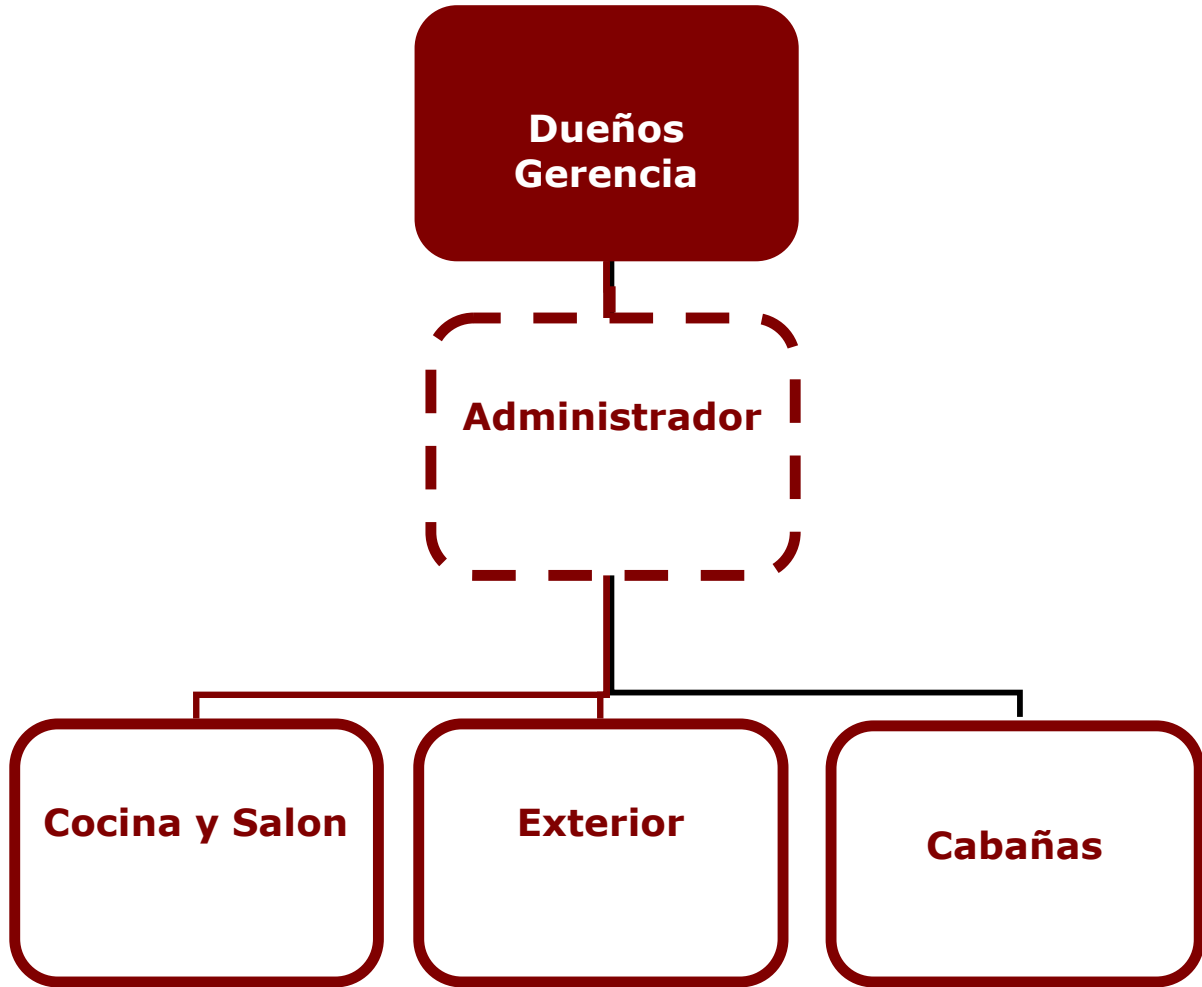 Dueños
Gerencia
Administrador
Cocina y Salon
Exterior
Cabañas